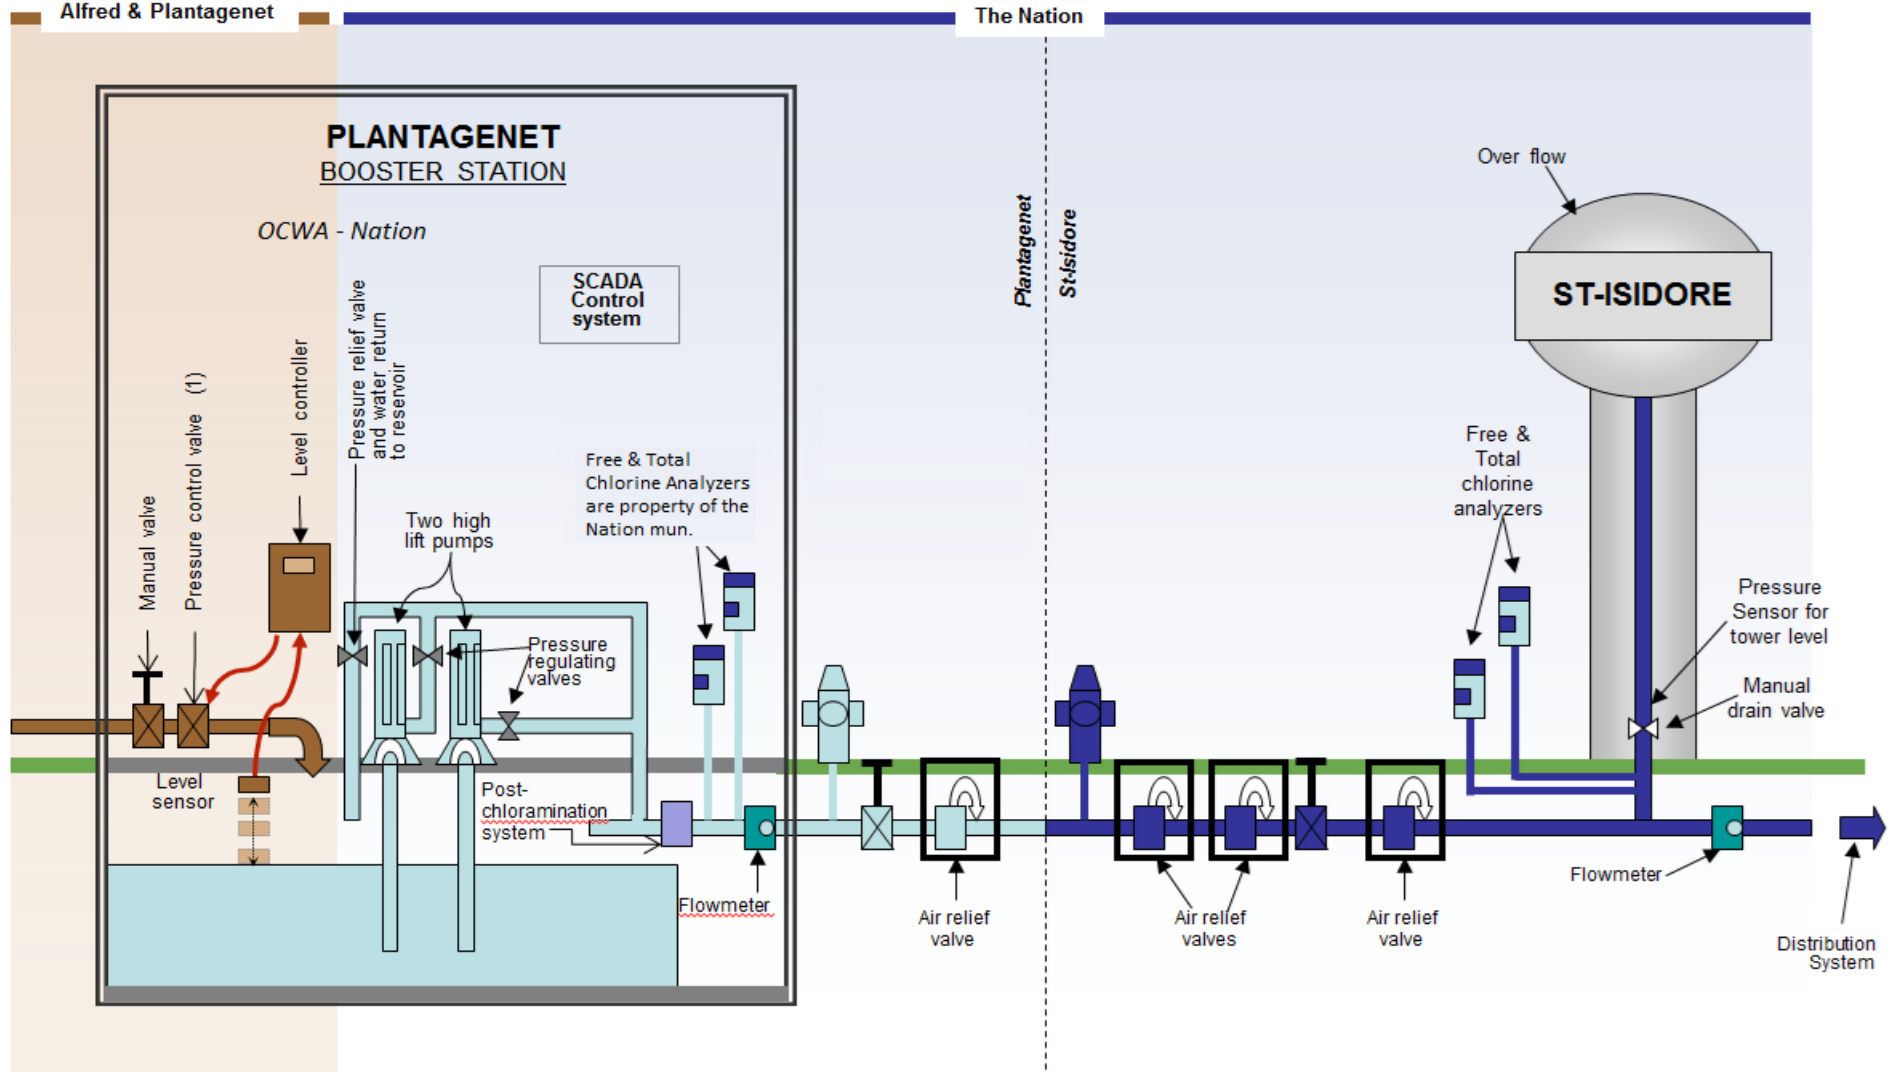 Alfred & Plantagenet
The Nation
PLANTAGENET
BOOSTER STATION
OCWA - Nation
SCADA
Control
system
Plantagenet
St-Isidore
Over flow
ST-ISIDORE
Manual valve
Pressure control valve (1)
Level controller
Pressure relief valve
and water return
to reservoir
Two high
lift pumps
Free & Total
Chlorine Analyzers
are property of the
Nation mun.
Pressure
regulating
valves
Free &
Total
chlorine
analyzers
Pressure
Sensor for
tower level
Manual
drain valve
Level
sensor
Post-
chloramination
system
Flowmeter
Air relief
valve
Air relief
valves
Air relief
valve
Flowmeter
Distribution
System